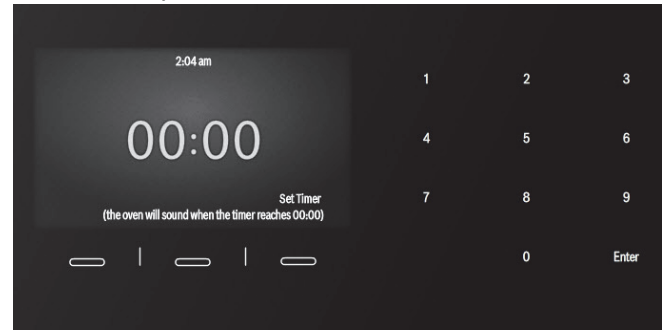 2:04 am
00:00
Set Timer
(the oven will sound when the timer reaches 00:00)
1 2 3
4 5 6
7 8 9
0 Enter